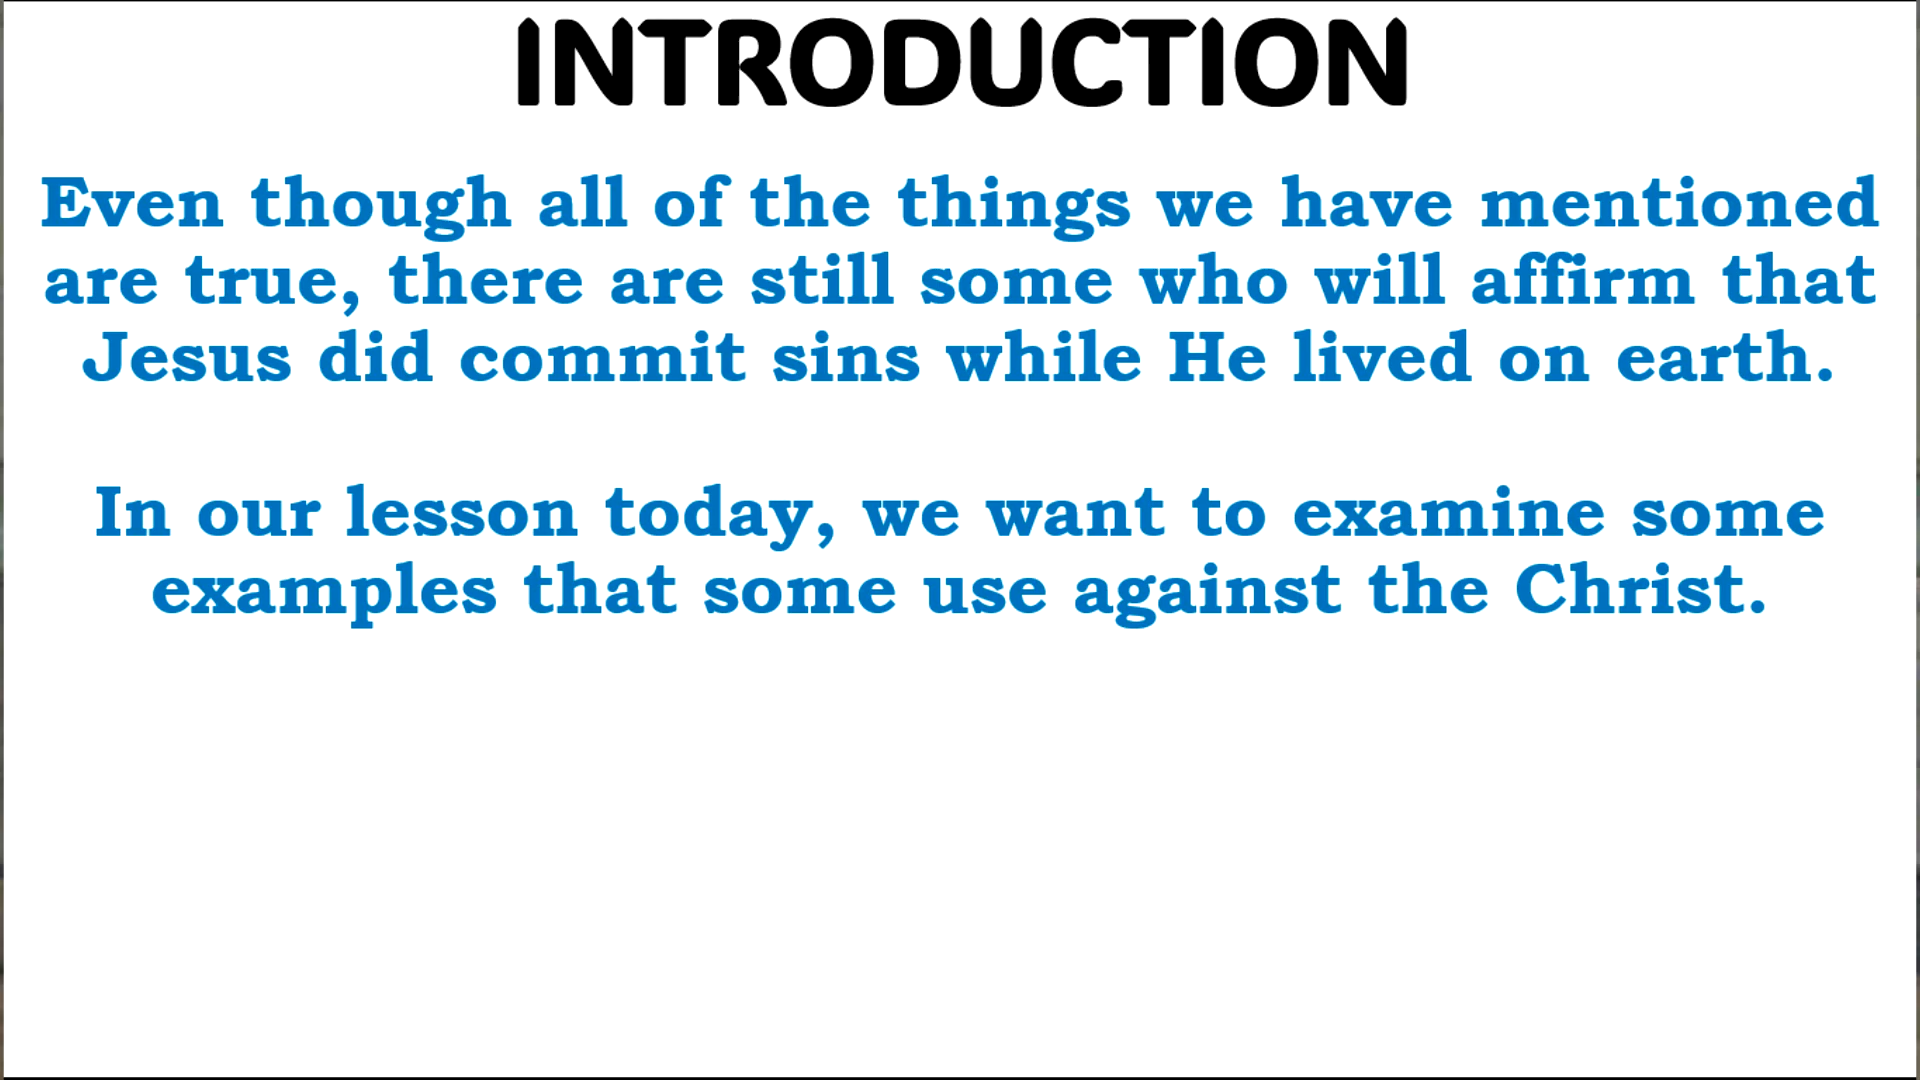 INTRODUCTION
Even though all of the things we have mentioned
are true, there are still some who will affirm that
Jesus did commit sins while He lived on earth.
In our lesson today, we want to examine some
examples that some use against the Christ.